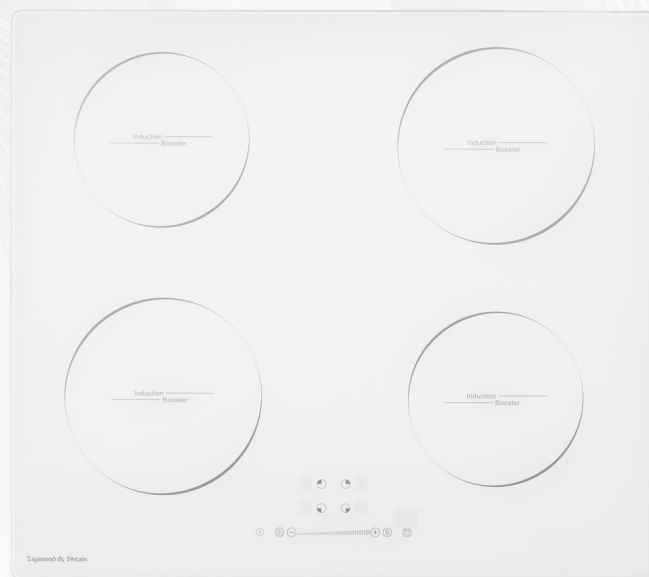 Induction
Booster
Induction
Booster
Induction
Booster
Induction
Booster
B
Zigmund & Shtain